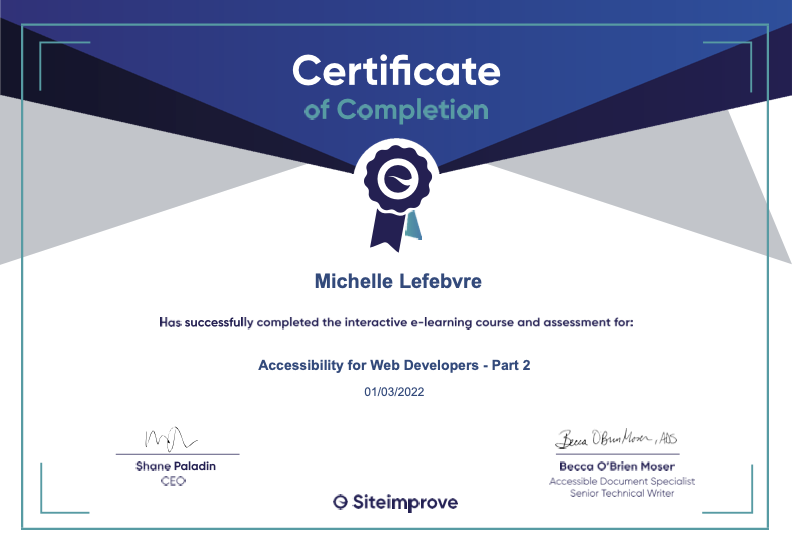 Certificate
of Completion
Michelle Lefebvre
Has successfully completed the interactive e-learning course and assessment for:
Accessibility for Web Developers - Part 2
01/03/2022
Becca O'Brien Moser, ADS
Shane Paladin
CEO
Becca O'Brien Moser
Accessible Document Specialist
Senior Technical Writer
Siteimprove